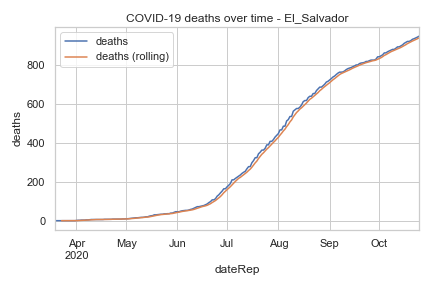 COVID-19 deaths over time - El_Salvador
deaths
deaths (rolling)
deaths
800
600
400
200
0
Apr May Jun Jul Aug Sep Oct
2020
dateRep